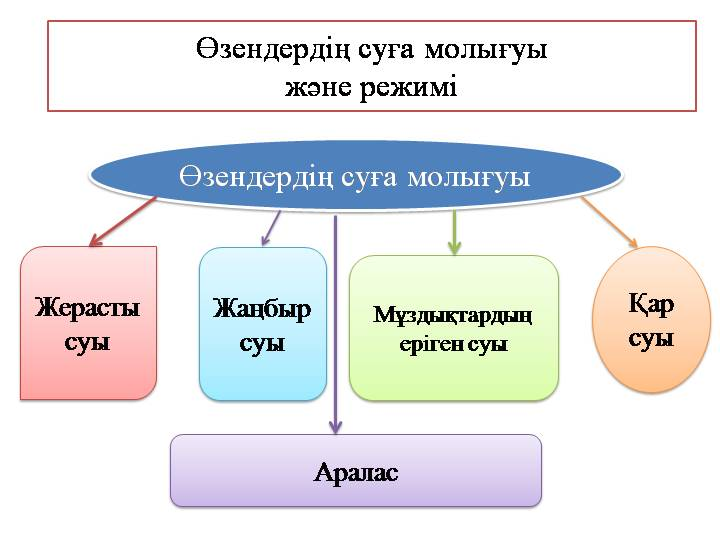 Өзендердің суға молығуы
және режимі
Өзендердің суға молығуы
Жерасты
суы
Жаңбыр
суы
Мұздықтардың
еріген суы
Қар
суы
Аралас